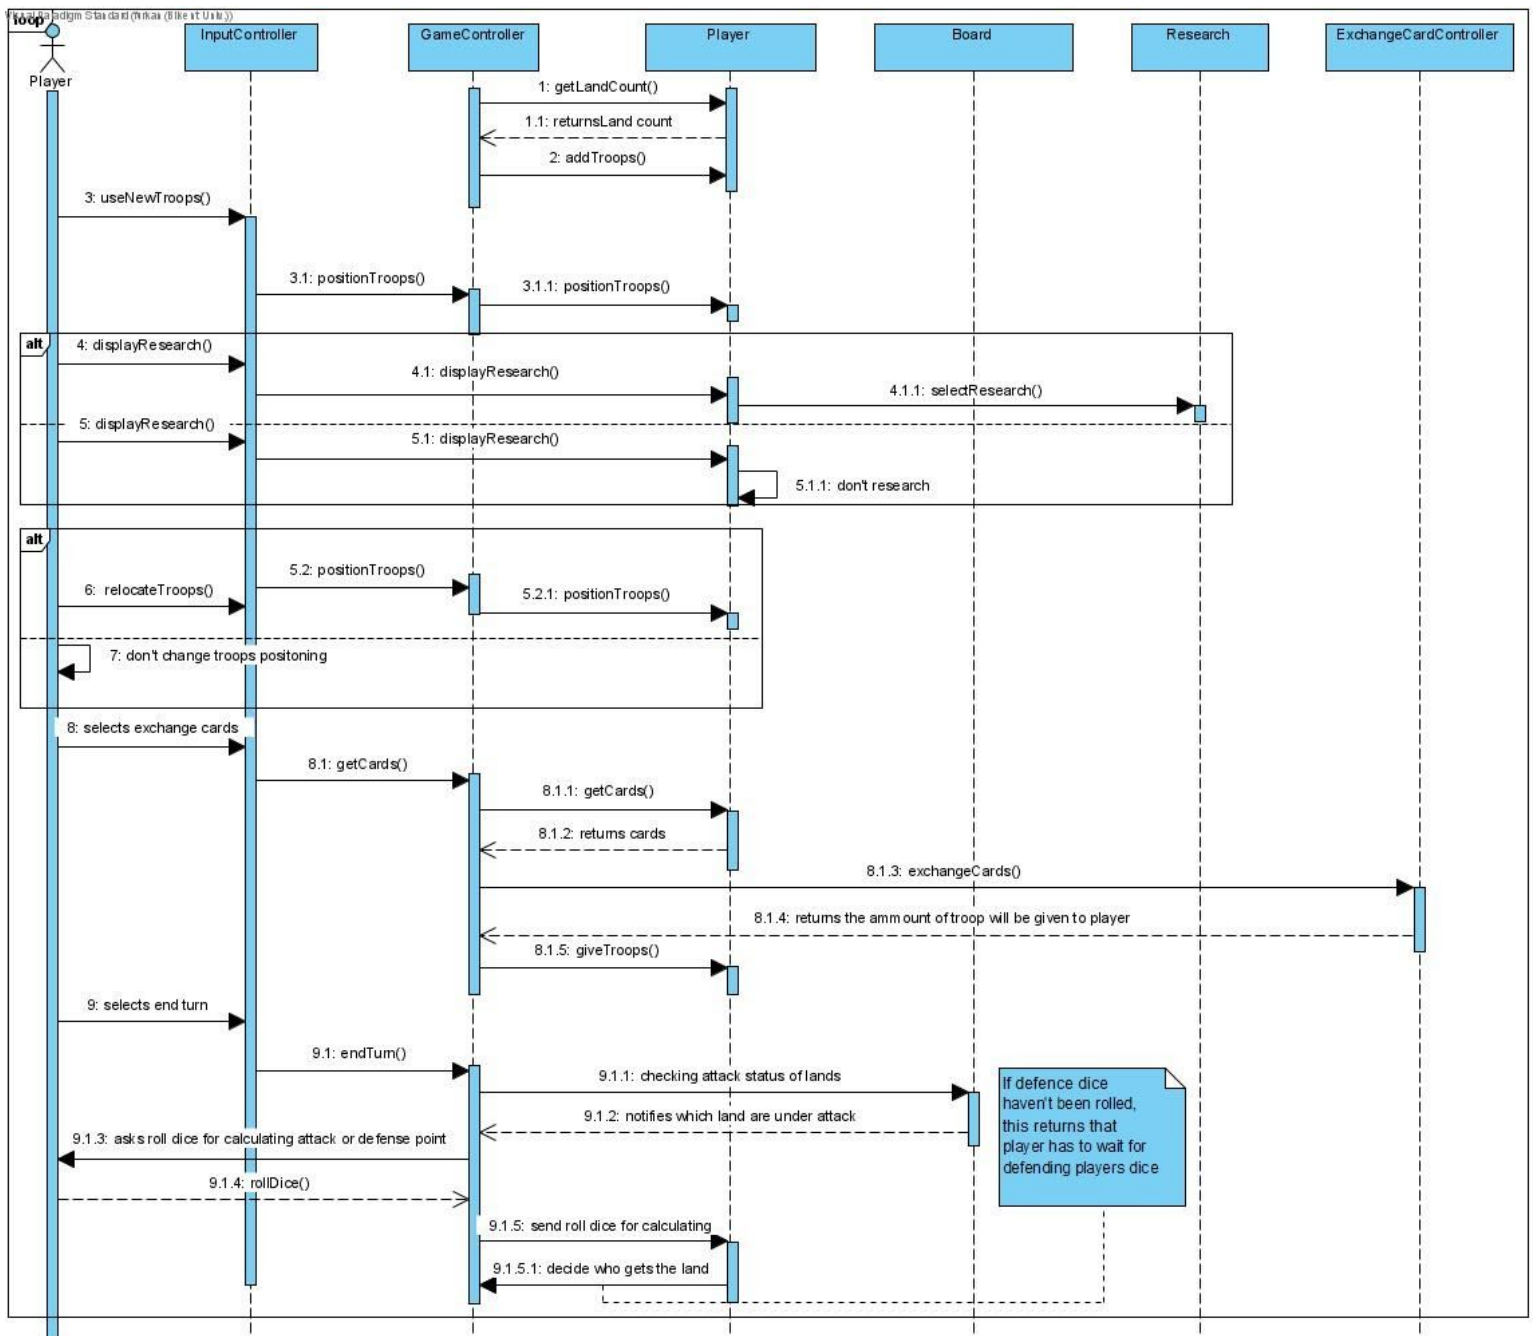 Visual Paradigm Standard (Bilkent Univ.)
loop
Player
InputController
GameController
Player
Board
Research
ExchangeCardController
1: getLandCount()
1.1: returnsLand count
2: addTroops()
3: useNewTroops()
3.1: positionTroops()
3.1.1: positionTroops()
alt
4: displayResearch()
4.1: displayResearch()
4.1.1: selectResearch()
5: displayResearch()
5.1: displayResearch()
5.1.1: don't research
alt
5.2: positionTroops()
6: relocateTroops()
5.2.1: positionTroops()
7: don't change troops positoning
8: selects exchange cards
8.1: getCards()
8.1.1: getCards()
8.1.2: returns cards
8.1.3: exchangeCards()
8.1.4: returns the ammount of troop will be given to player
8.1.5: giveTroops()
9: selects end turn
9.1: endTurn()
9.1.1: checking attack status of lands
9.1.2: notifies which land are under attack
9.1.3: asks roll dice for calculating attack or defense point
9.1.4: rollDice()
9.1.5: send roll dice for calculating
9.1.5.1: decide who gets the land
If defence dice
haven't been rolled,
this returns that
player has to wait for
defending players dice